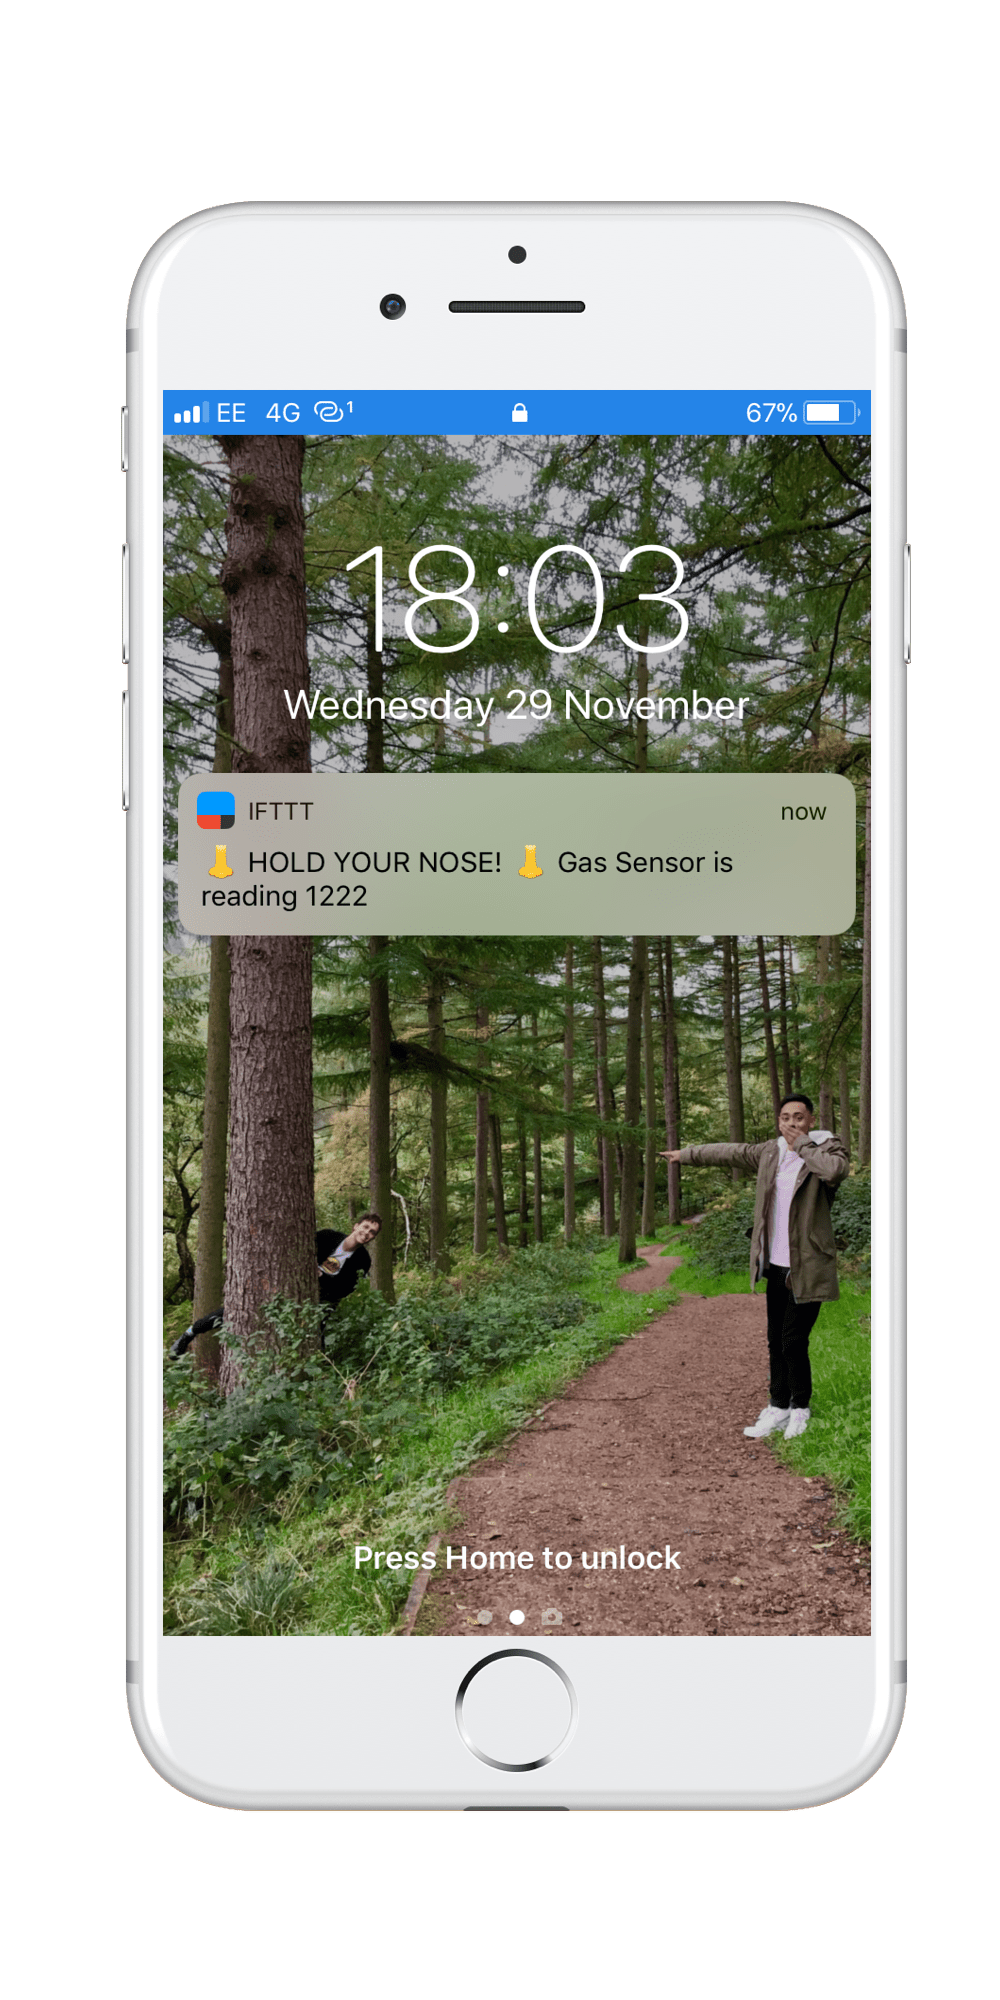 EE 4G 1 67%
18:03
Wednesday 29 November
IFTTT now
👃 HOLD YOUR NOSE! 👃 Gas Sensor is
reading 1222
Press Home to unlock